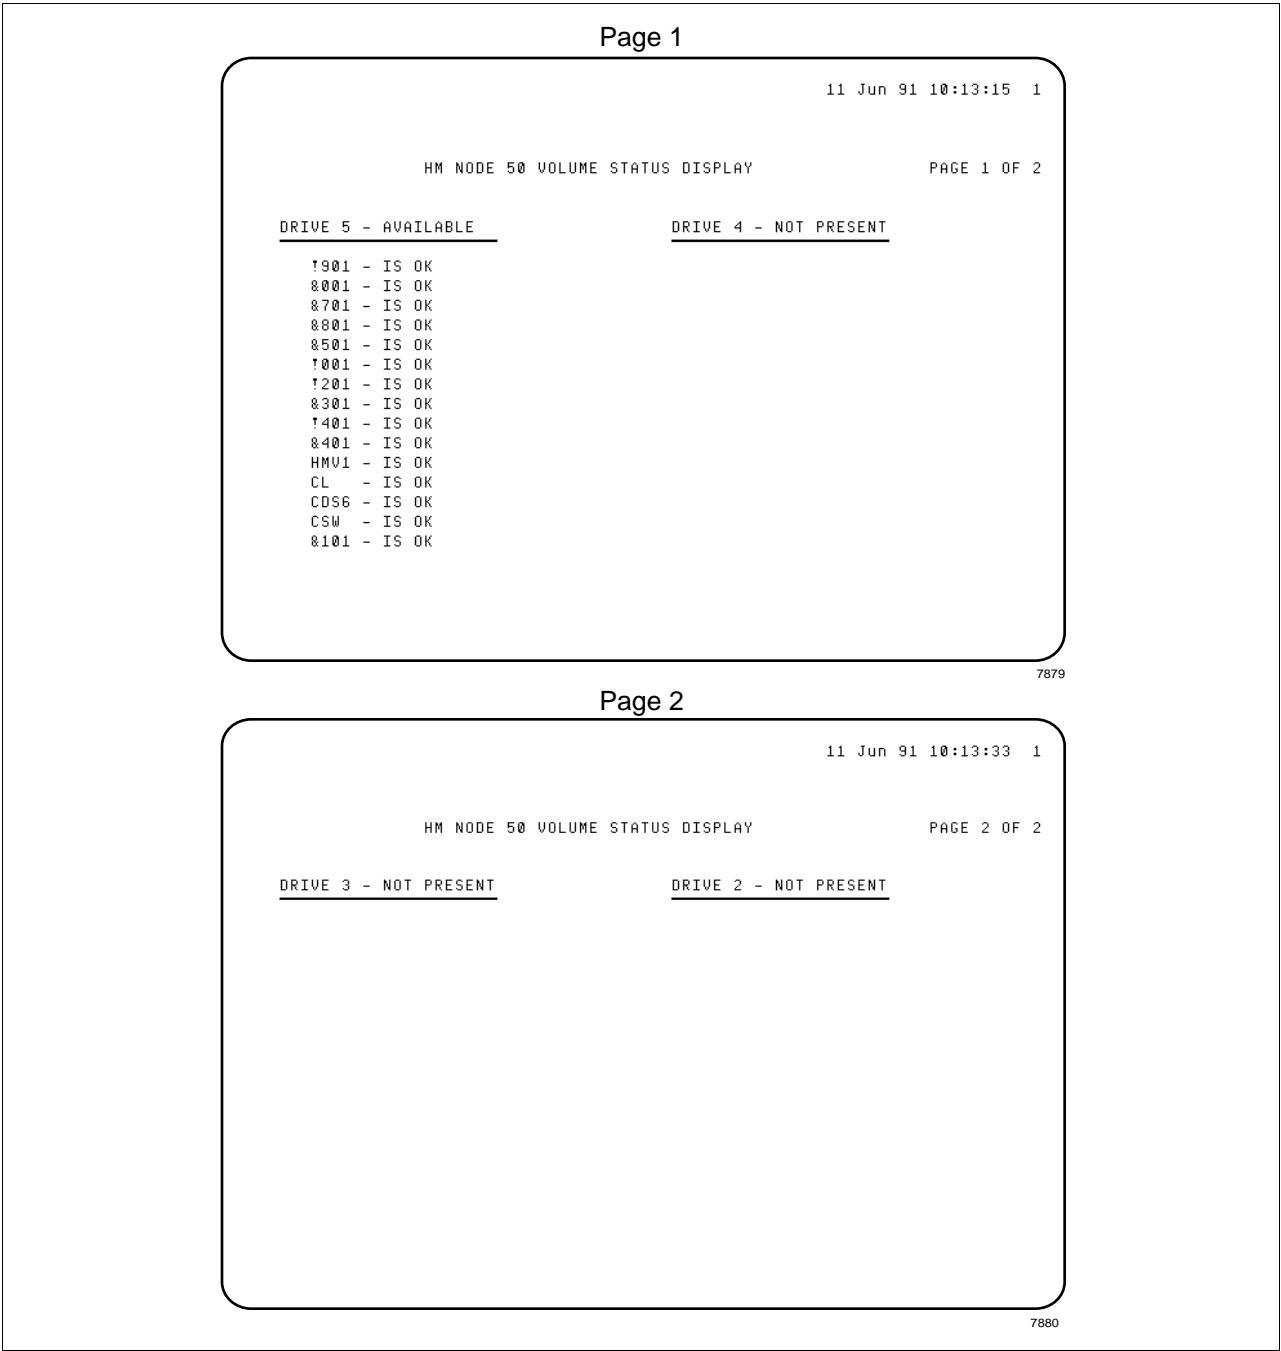 Page 1
11 Jun 91 10:13:15 1
HM NODE 50 VOLUME STATUS DISPLAY PAGE 1 OF 2
DRIVE 5 - AVAILABLE DRIVE 4 - NOT PRESENT
!901 - IS OK
&001 - IS OK
&701 - IS OK
&801 - IS OK
&501 - IS OK
!001 - IS OK
!201 - IS OK
&301 - IS OK
!401 - IS OK
&401 - IS OK
HMV1 - IS OK
CL - IS OK
CDS6 - IS OK
CSW - IS OK
&101 - IS OK
7879
Page 2
11 Jun 91 10:13:33 1
HM NODE 50 VOLUME STATUS DISPLAY PAGE 2 OF 2
DRIVE 3 - NOT PRESENT DRIVE 2 - NOT PRESENT
7880